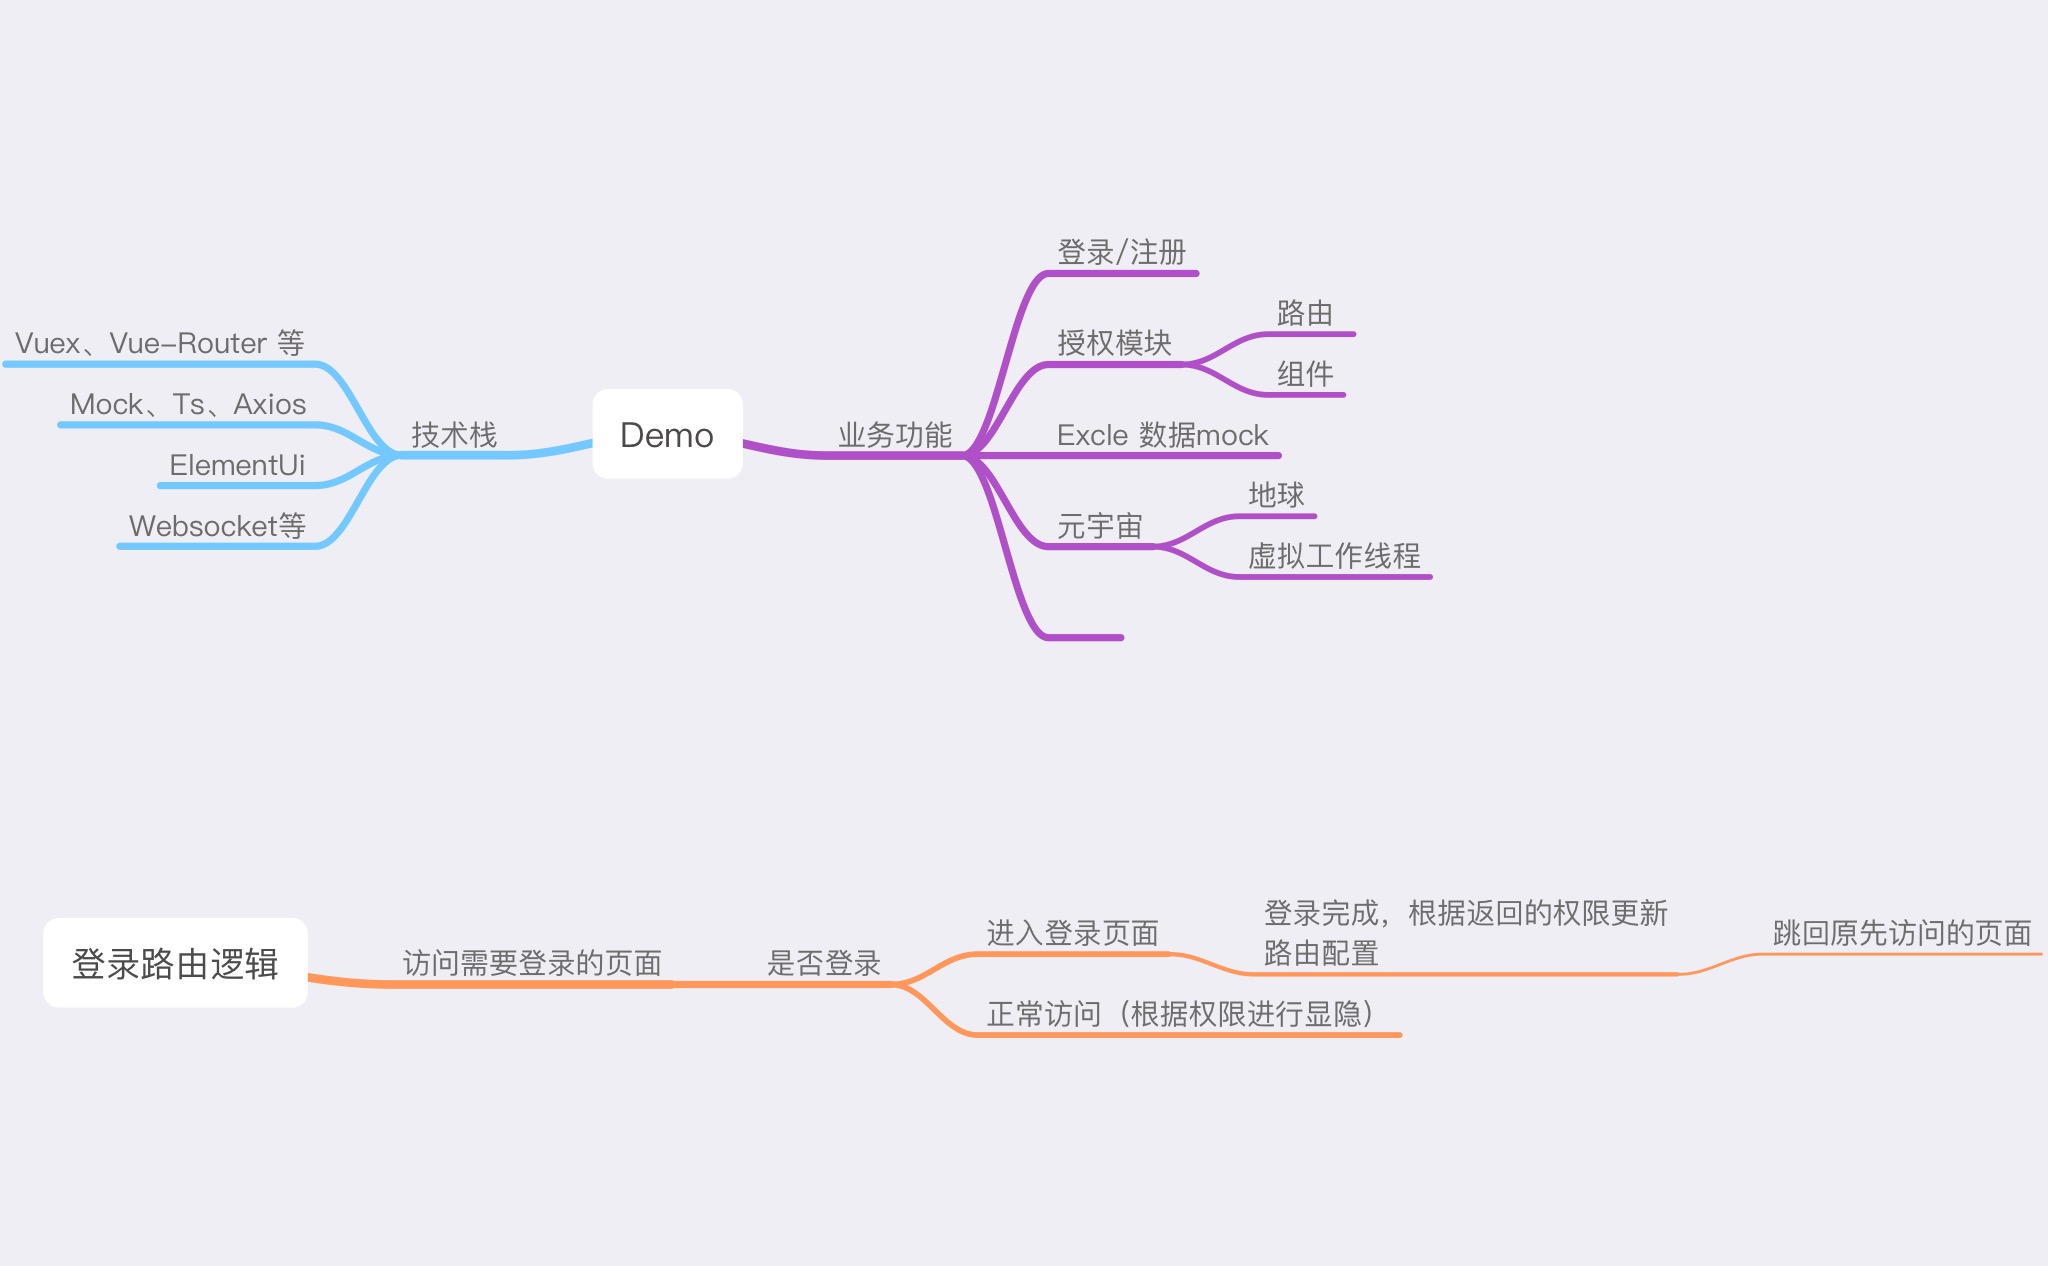 Demo
技术栈
Vuex、Vue-Router 等
Mock、Ts、Axios
ElementUi
Websocket等
业务功能
登录/注册
授权模块
路由
组件
Excle 数据mock
元宇宙
地球
虚拟工作线程
登录路由逻辑
访问需要登录的页面
是否登录
进入登录页面
登录完成，根据返回的权限更新
路由配置
跳回原先访问的页面
正常访问（根据权限进行显隐）